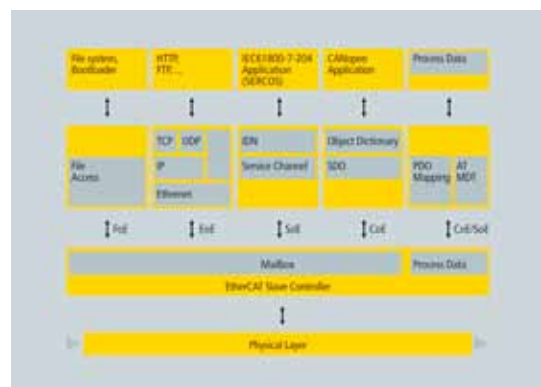 File system,
Bootloader
HTTP,
FTP, ...
IEC61800-7-204
Application
(SERCOS)
CANopen
Application
Process Data
File
Access
TCP UDP
IP
Ethernet
IDN
Service Channel
Object Dictionary
SDO
PDO
Mapping
AT
MDT
FoE
EoE
SoE
CoE
CoE/SoE
Mailbox
Process Data
EtherCAT Slave Controller
Physical Layer